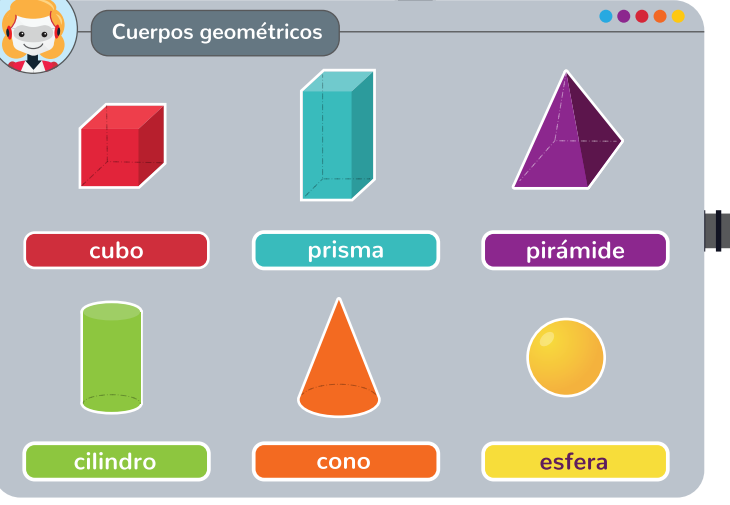 Cuerpos geométricos
cubo
prisma
pirámide
cilindro
cono
esfera